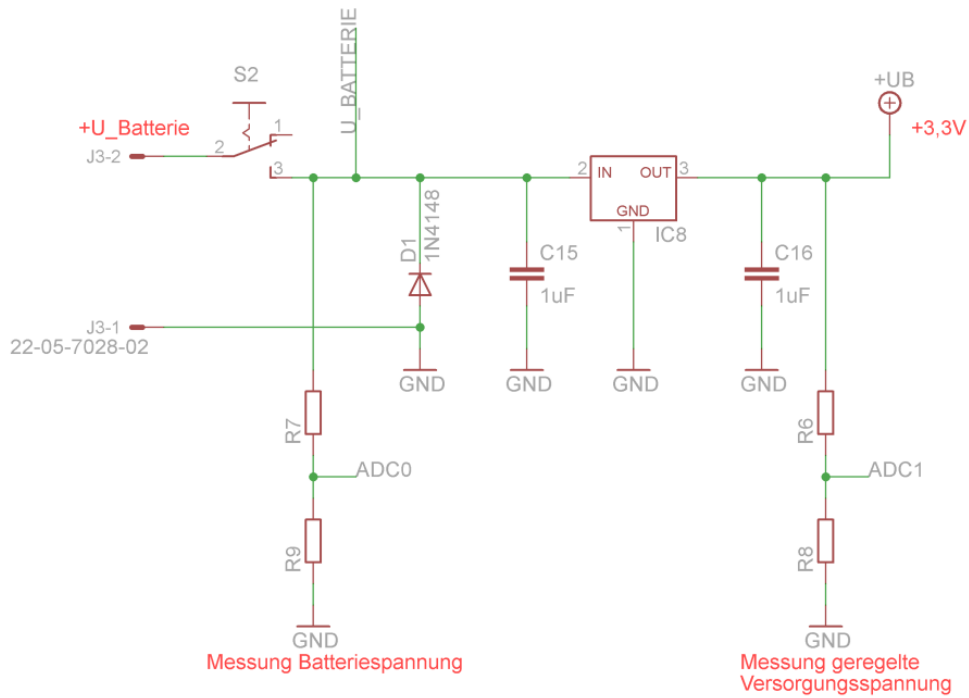 U_BATTERIE
S2
+UB
+U_Batterie
1
+3,3V
J3-2
2
3
2
IN
OUT
3
GND
1
IC8
D1
1N4148
C15
1uF
C16
1uF
J3-1
22-05-7028-02
GND
GND
GND
GND
R7
R6
ADC0
ADC1
R9
R8
GND
GND
Messung Batteriespannung
Messung geregelte
Versorgungsspannung